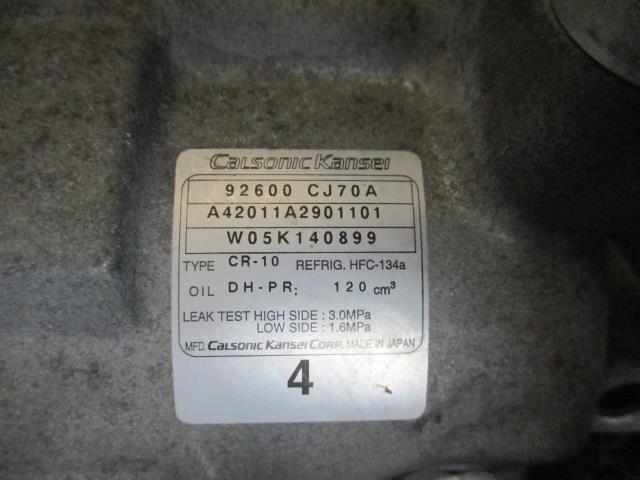 Calsonic Kansei
92600 CJ70A
A42011A2901101
W05K140899
TYPE CR-10 REFRIG. HFC-134a
OIL DH-PR: 120 cm³
LEAK TEST HIGH SIDE : 3.0MPa
LOW SIDE : 1.6MPa
MFD. Calsonic Kansei Corp. MADE IN JAPAN
4